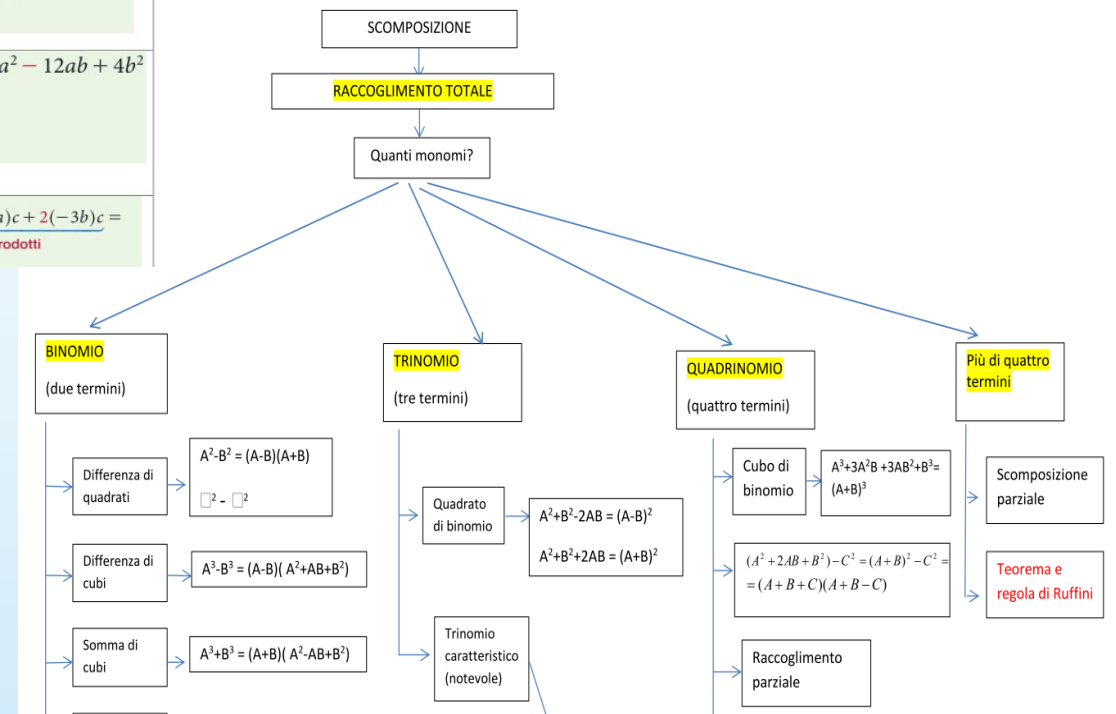 a² − 12ab + 4b²
)c + 2(−3b)c =
rodotti
SCOMPOSIZIONE
RACCOGLIMENTO TOTALE
Quanti monomi?
BINOMIO
(due termini)
Differenza di
quadrati
A²-B² = (A-B)(A+B)
□² - □²
Differenza di
cubi
A³-B³ = (A-B)( A²+AB+B²)
Somma di
cubi
A³+B³ = (A+B)( A²-AB+B²)
TRINOMIO
(tre termini)
Quadrato
di binomio
A²+B²-2AB = (A-B)²
A²+B²+2AB = (A+B)²
Trinomio
caratteristico
(notevole)
QUADRINOMIO
(quattro termini)
Cubo di
binomio
A³+3A²B +3AB²+B³=
(A+B)³
(A² + 2AB + B²) − C² = (A + B)² − C² =
= (A + B + C)(A + B − C)
Raccoglimento
parziale
Più di quattro
termini
Scomposizione
parziale
Teorema e
regola di Ruffini